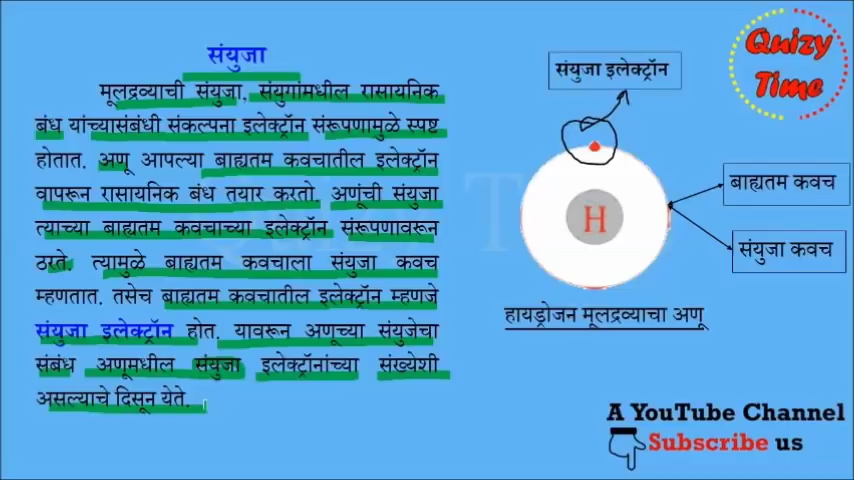 संयुजा
मूलद्रव्याची संयुजा, संयुगांमधील रासायनिक
बंध यांच्यासंबंधी संकल्पना इलेक्ट्रॉन संरूपणामुळे स्पष्ट
होतात. अणू आपल्या बाह्यतम कवचातील इलेक्ट्रॉन
वापरून रासायनिक बंध तयार करतो. अणूंची संयुजा
त्याच्या बाह्यतम कवचाच्या इलेक्ट्रॉन संरूपणावरून
ठरते. त्यामुळे बाह्यतम कवचाला संयुजा कवच
म्हणतात. तसेच बाह्यतम कवचातील इलेक्ट्रॉन म्हणजे
संयुजा इलेक्ट्रॉन होत. यावरून अणूच्या संयुजेचा
संबंध अणूमधील संयुजा इलेक्ट्रॉनांच्या संख्येशी
असल्याचे दिसून येते.
संयुजा इलेक्ट्रॉन
H
बाह्यतम कवच
संयुजा कवच
हायड्रोजन मूलद्रव्याचा अणू
Quizy
Time
A YouTube Channel
Subscribe us